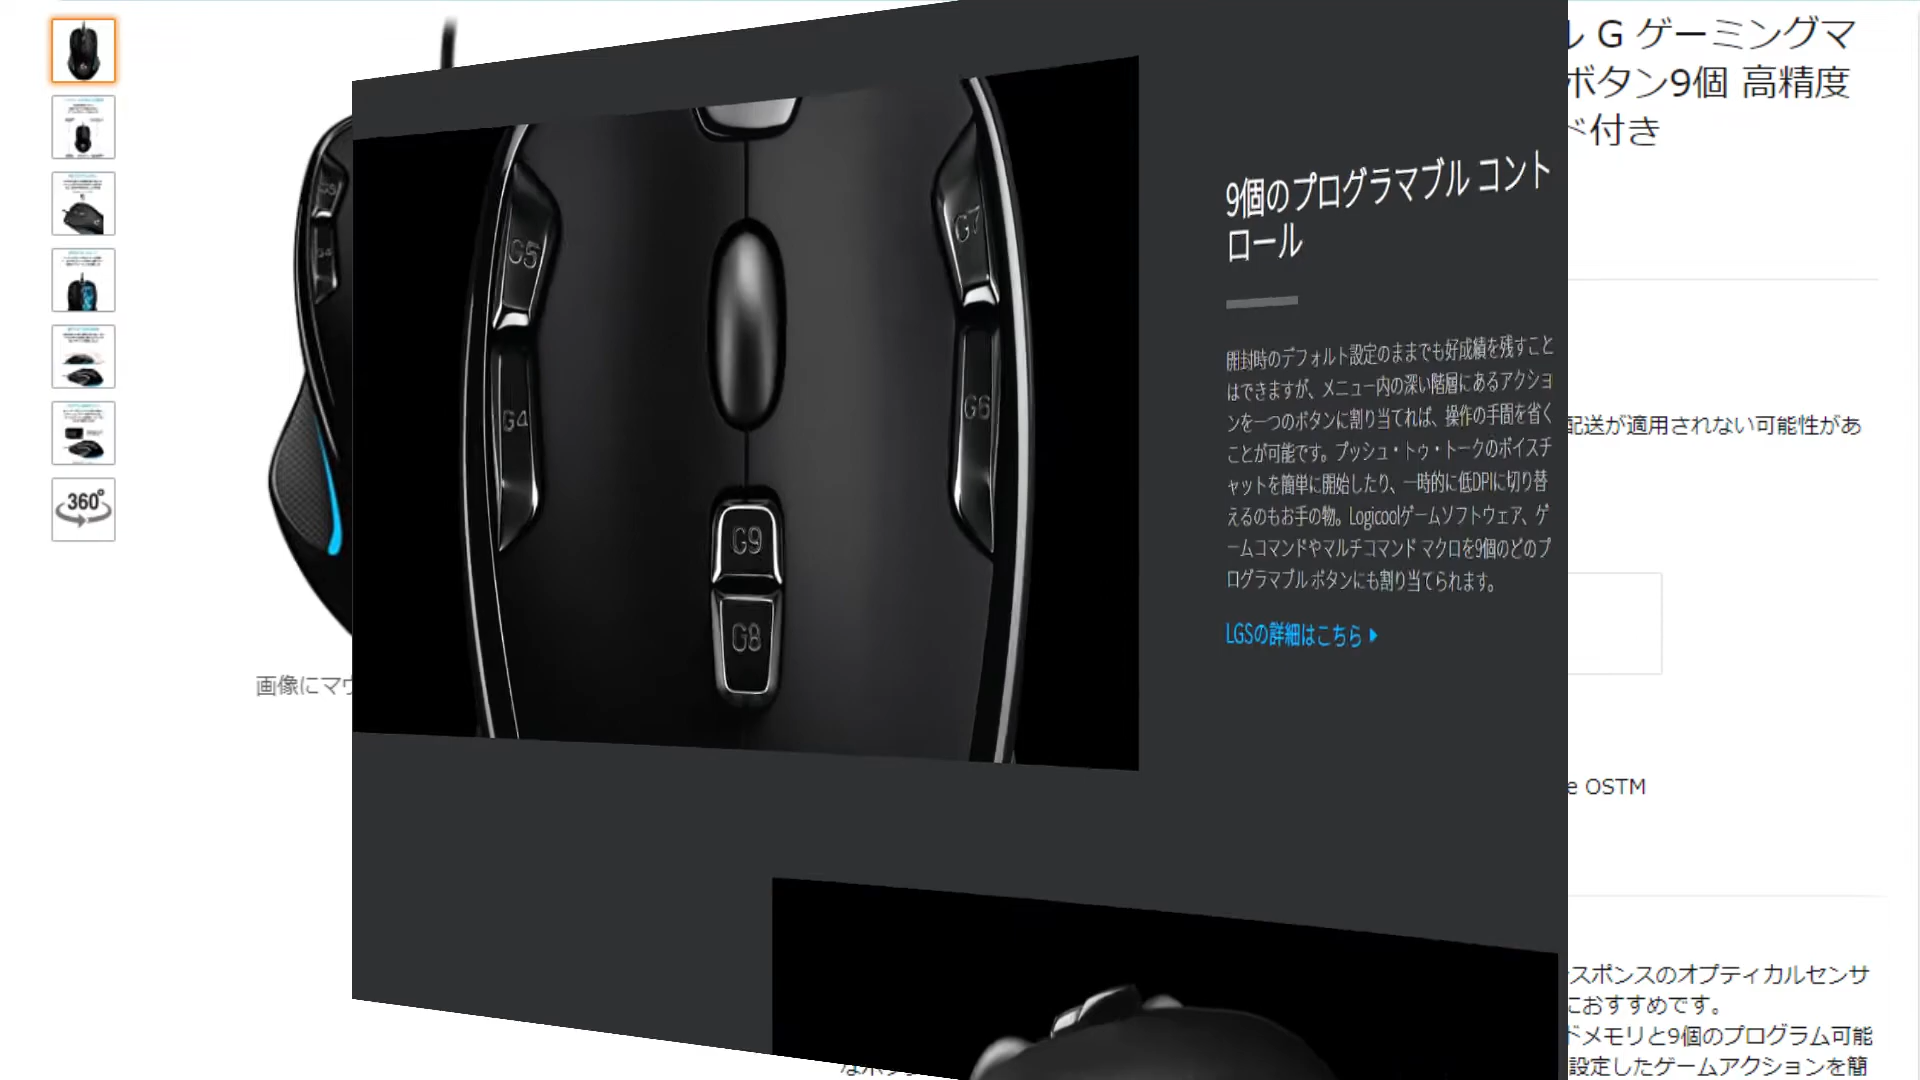 360°
画像にマウ
G5
G4
G7
G6
G9
G8
9個のプログラマブル コント
ロール
開封時のデフォルト設定のままでも好成績を残すこと
はできますが、メニュー内の深い階層にあるアクショ
ンを一つのボタンに割り当てれば、操作の手間を省く
ことが可能です。プッシュ・トゥ・トークのボイスチ
ャットを簡単に開始したり、一時的に低DPIに切り替
えるのもお手の物。Logicoolゲームソフトウェア、ゲ
ームコマンドやマルチコマンド マクロを9個のどのプ
ログラマブル ボタンにも割り当てられます。
LGSの詳細はこちら
ル G ゲーミングマ
ボタン9個 高精度
ド付き
配送が適用されない可能性があ
e OSTM
スポンスのオプティカルセンサ
におすすめです。
ドメモリと9個のプログラム可能
設定したゲームアクションを簡